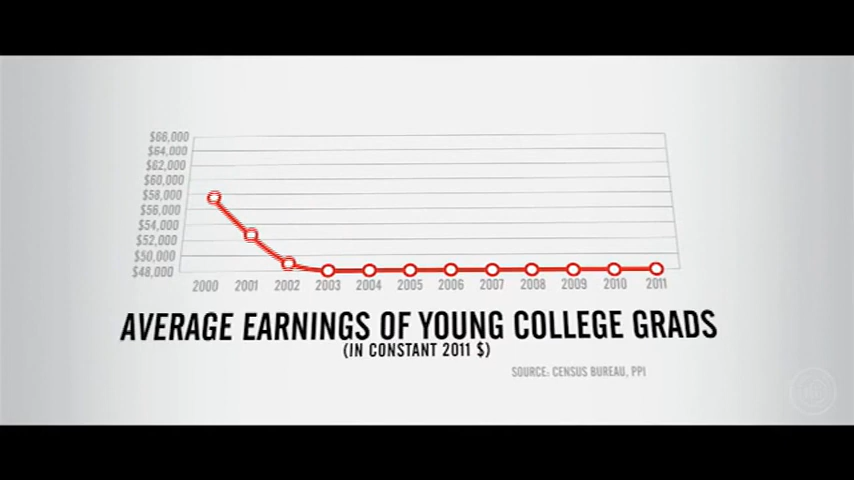 $66,000
$64,000
$62,000
$60,000
$58,000
$56,000
$54,000
$52,000
$50,000
$48,000
2000 2001 2002 2003 2004 2005 2006 2007 2008 2009 2010 2011
AVERAGE EARNINGS OF YOUNG COLLEGE GRADS
(IN CONSTANT 2011 $)
SOURCE: CENSUS BUREAU, PPI